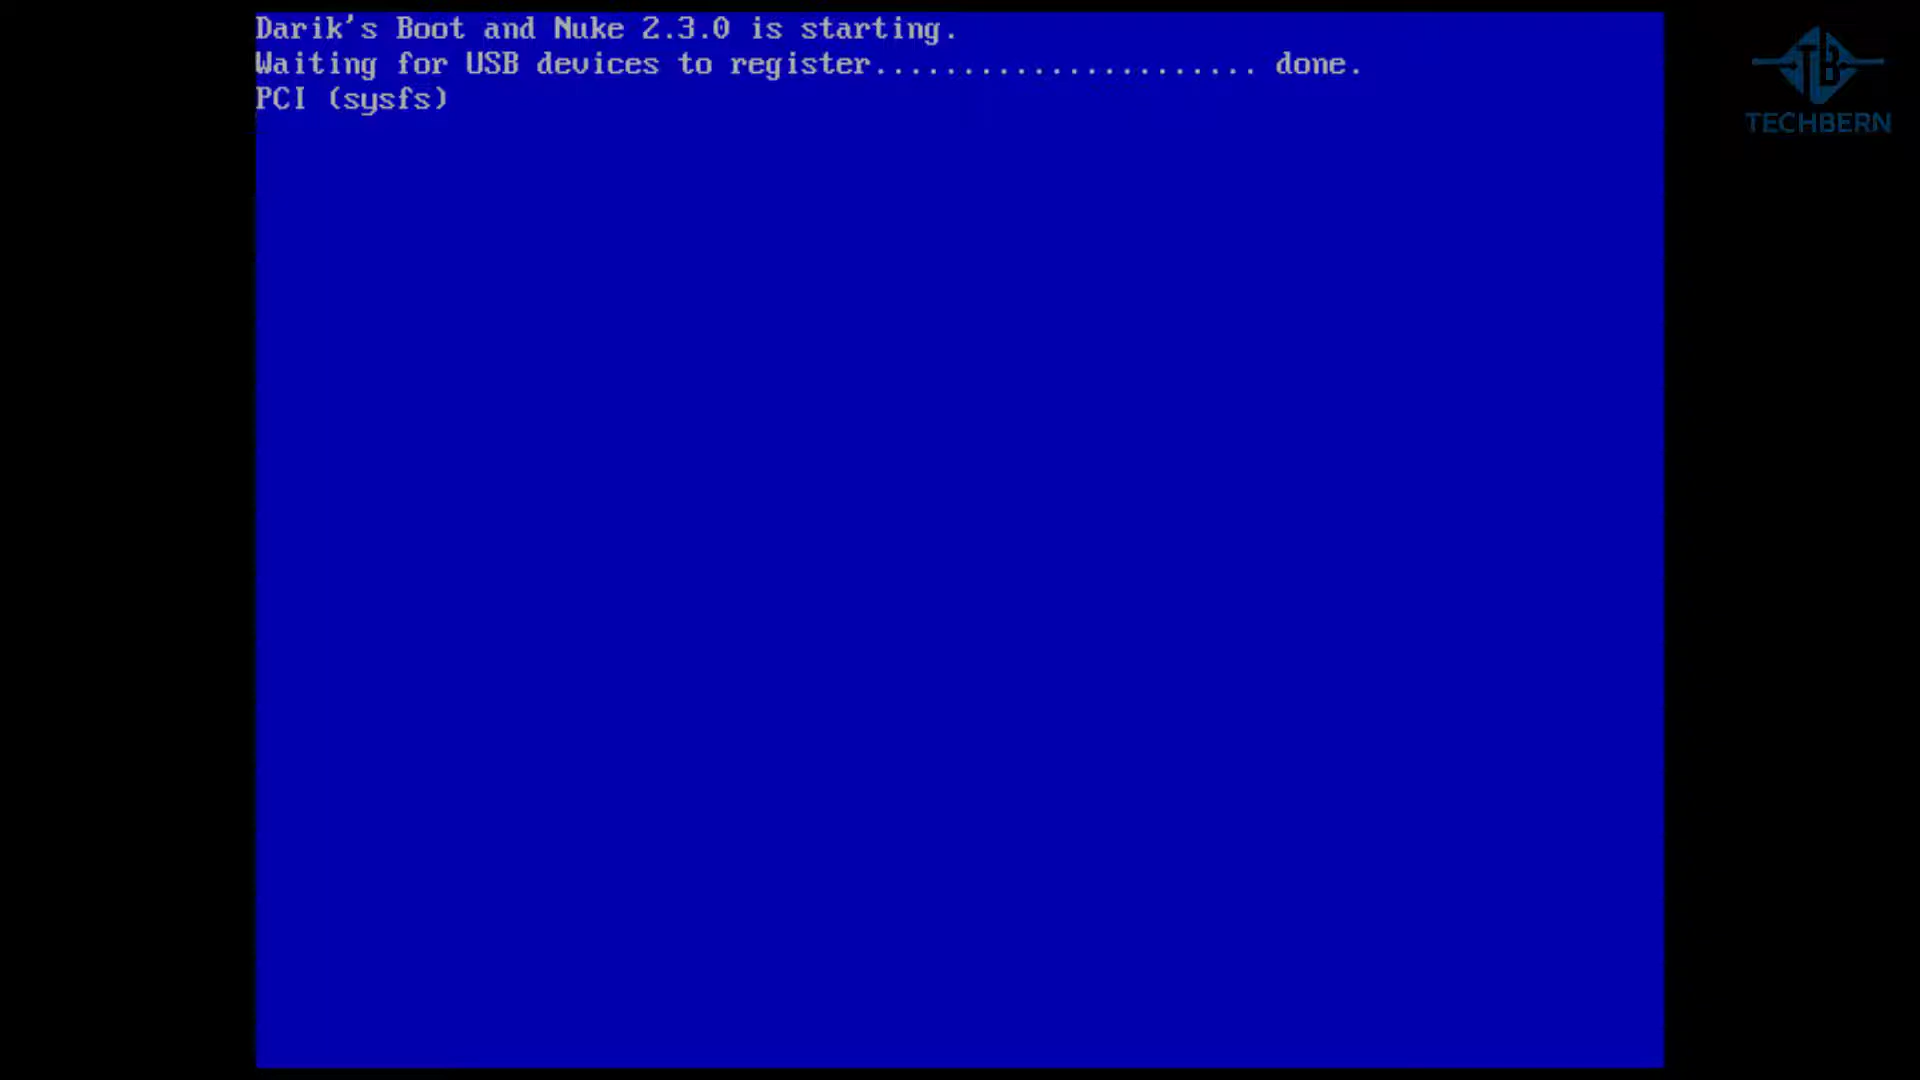 Darik's Boot and Nuke 2.3.0 is starting.
Waiting for USB devices to register...................... done.
PCI (sysfs)
TB
TECHBERN